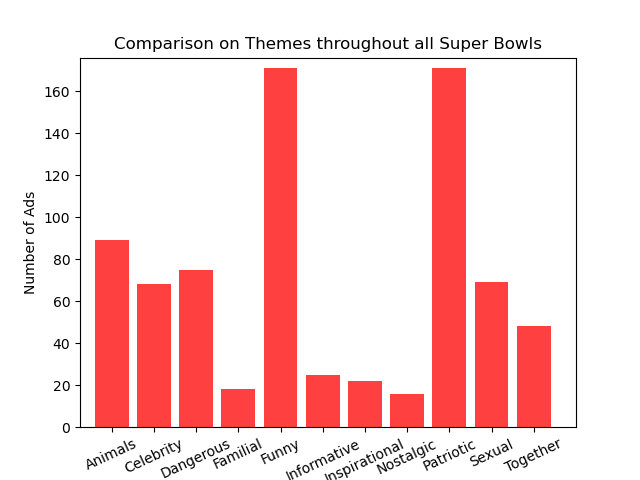 Comparison on Themes throughout all Super Bowls
Number of Ads
160
140
120
100
80
60
40
20
0
Animals
Celebrity
Dangerous
Familial
Funny
Informative
Inspirational
Nostalgic
Patriotic
Sexual
Together